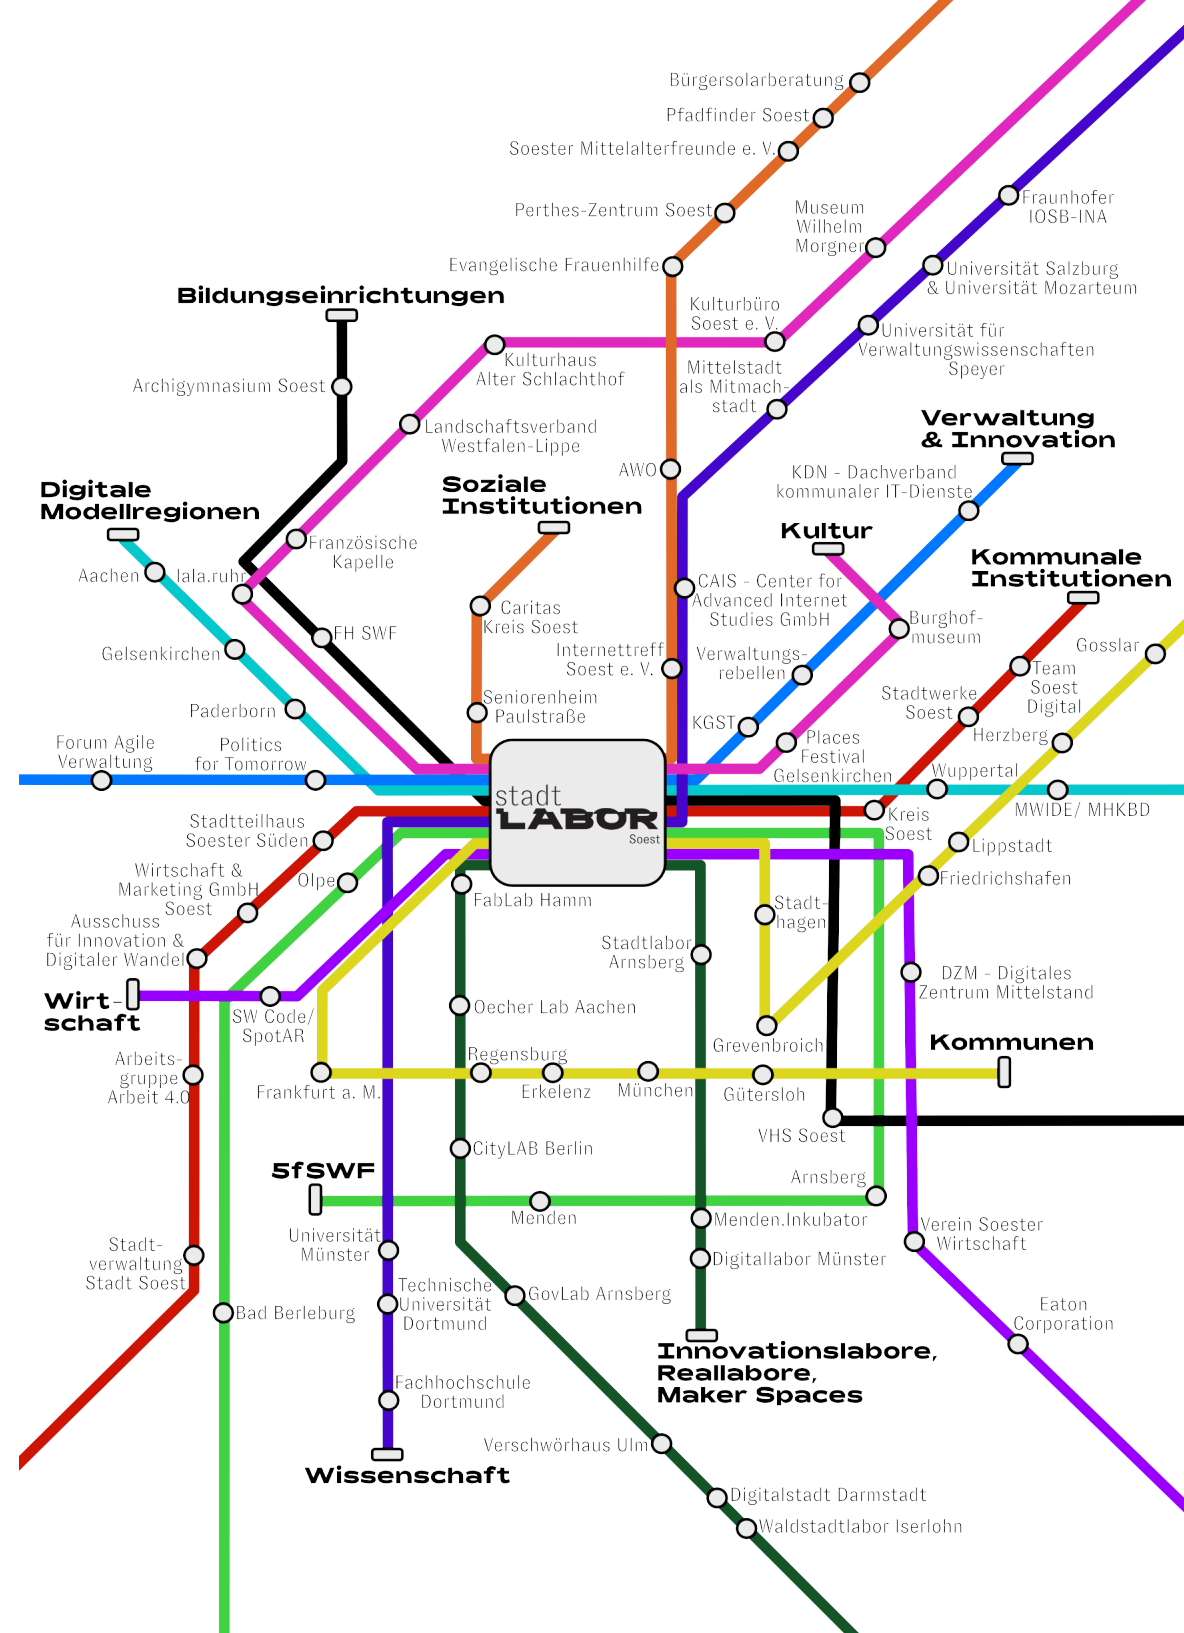 Bürgersolarberatung
Pfadfinder Soest
Soester Mittelalterfreunde e. V.
Perthes-Zentrum Soest
Evangelische Frauenhilfe
Museum
Wilhelm
Morgner
Fraunhofer
IOSB-INA
Universität Salzburg
& Universität Mozarteum
Bildungseinrichtungen
Kulturbüro
Soest e. V.
Universität für
Verwaltungswissenschaften
Speyer
Archigymnasium Soest
Kulturhaus
Alter Schlachthof
Mittelstadt
als Mitmach-
stadt
Landschaftsverband
Westfalen-Lippe
Verwaltung
& Innovation
AWO
KDN - Dachverband
kommunaler IT-Dienste
Digitale
Modellregionen
Soziale
Institutionen
Kultur
Französische
Kapelle
Kommunale
Institutionen
Aachen
lala.ruhr
CAIS - Center for
Advanced Internet
Studies GmbH
Caritas
Kreis Soest
Burghof-
museum
FH SWF
Gelsenkirchen
Internettreff
Soest e. V.
Verwaltungs-
rebellen
Gosslar
Team
Soest
Digital
Stadtwerke
Soest
Paderborn
Seniorenheim
Paulstraße
KGST
Herzberg
Forum Agile
Verwaltung
Politics
for Tomorrow
Places
Festival
Gelsenkirchen
Wuppertal
MWIDE/ MHKBD
stadt
LABOR
Soest
Stadtteilhaus
Soester Süden
Kreis
Soest
Lippstadt
Wirtschaft &
Marketing GmbH
Soest
Olpe
Friedrichshafen
FabLab Hamm
Stadt-
hagen
Ausschuss
für Innovation &
Digitaler Wandel
Stadtlabor
Arnsberg
DZM - Digitales
Zentrum Mittelstand
Wirt-
schaft
SW Code/
SpotAR
Oecher Lab Aachen
Grevenbroich
Kommunen
Arbeits-
gruppe
Arbeit 4.0
Frankfurt a. M.
Regensburg
Erkelenz
München
Gütersloh
VHS Soest
CityLAB Berlin
5fSWF
Arnsberg
Menden
Menden.Inkubator
Verein Soester
Wirtschaft
Universität
Münster
Stadt-
verwaltung
Stadt Soest
Digitallabor Münster
Technische
Universität
Dortmund
GovLab Arnsberg
Bad Berleburg
Eaton
Corporation
Innovationslabore,
Reallabore,
Maker Spaces
Fachhochschule
Dortmund
Verschwörhaus Ulm
Wissenschaft
Digitalstadt Darmstadt
Waldstadtlabor Iserlohn